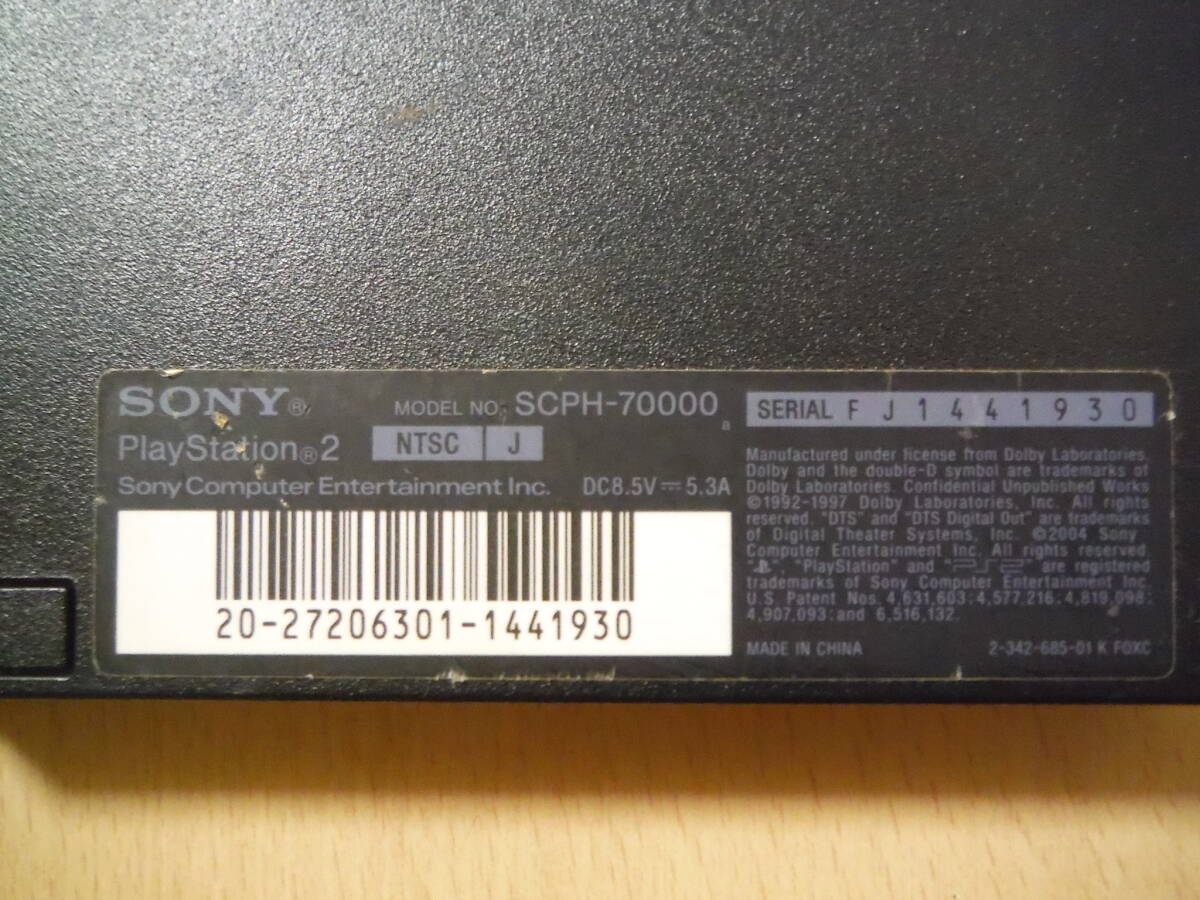 SONY®
MODEL NO. SCPH-70000
a
PlayStation®2 NTSC J
Sony Computer Entertainment Inc. DC8.5V⎓5.3A
20-27206301-1441930
SERIAL FJ1441930
Manufactured under license from Dolby Laboratories.
Dolby and the double-D symbol are trademarks of
Dolby Laboratories. Confidential Unpublished Works
©1992-1997 Dolby Laboratories, Inc. All rights
reserved. "DTS" and "DTS Digital Out" are trademarks
of Digital Theater Systems, Inc. ©2004 Sony
Computer Entertainment Inc. All rights reserved.
" ", "PlayStation" and "PS2" are registered
trademarks of Sony Computer Entertainment Inc.
U.S. Patent Nos. 4,631,603; 4,577,216; 4,819,098;
4,907,093; and 6,516,132.
MADE IN CHINA 2-342-685-01 K FOXC